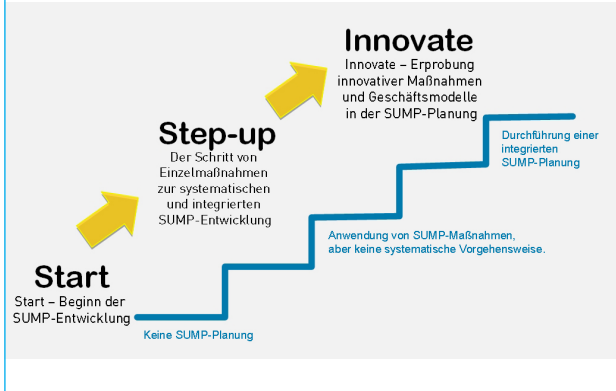 Innovate
Innovate – Erprobung
innovativer Maßnahmen
und Geschäftsmodelle
in der SUMP-Planung
Step-up
Der Schritt von
Einzelmaßnahmen
zur systematischen
und integrierten
SUMP-Entwicklung
Start
Start – Beginn der
SUMP-Entwicklung
Durchführung einer
integrierten
SUMP-Planung
Anwendung von SUMP-Maßnahmen,
aber keine systematische Vorgehensweise.
Keine SUMP-Planung